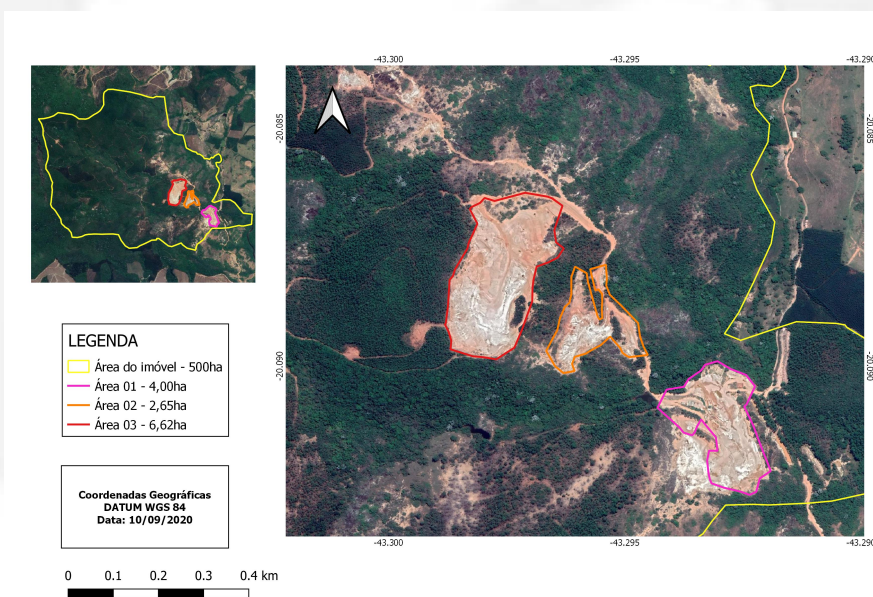 -43.300
-43.295
-43.290
-20.085
-20.085
-20.090
-20.090
-43.300
-43.295
-43.290
LEGENDA
Área do imóvel - 500ha
Área 01 - 4,00ha
Área 02 - 2,65ha
Área 03 - 6,62ha
Coordenadas Geográficas
DATUM WGS 84
Data: 10/09/2020
0 0.1 0.2 0.3 0.4 km